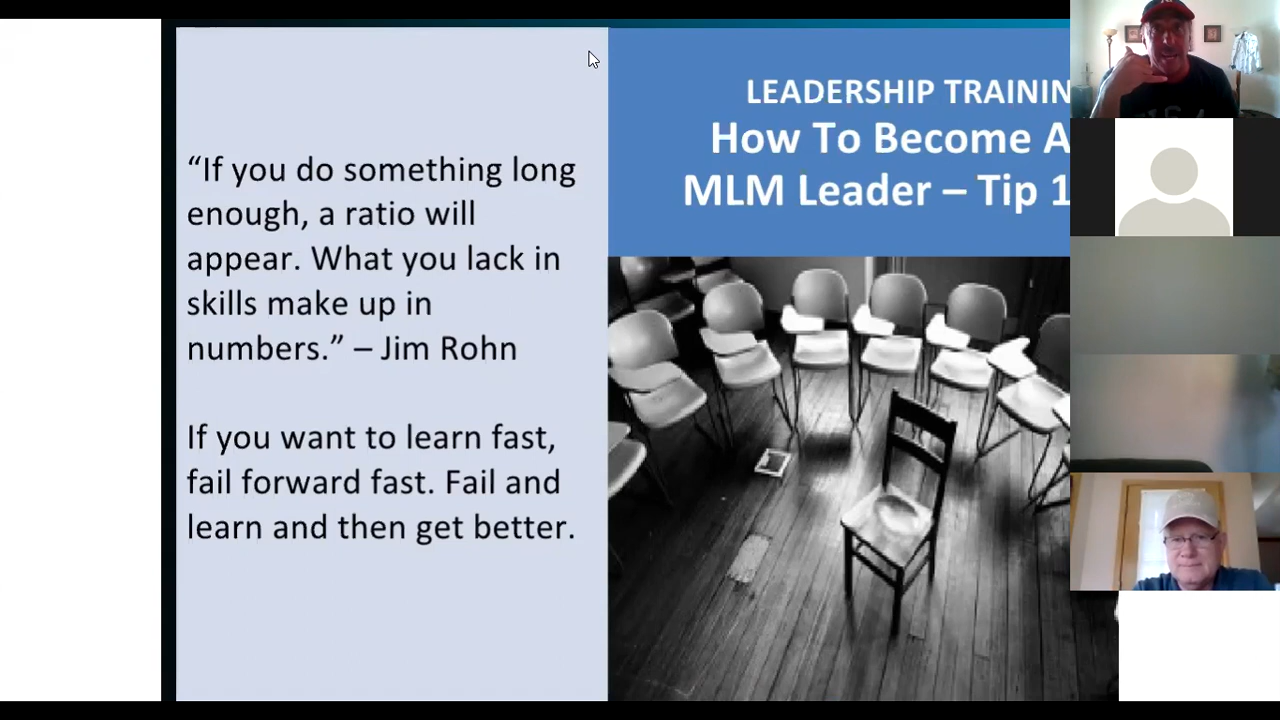 “If you do something long
enough, a ratio will
appear. What you lack in
skills make up in
numbers.” – Jim Rohn
If you want to learn fast,
fail forward fast. Fail and
learn and then get better.
LEADERSHIP TRAININ
How To Become A
MLM Leader – Tip 1